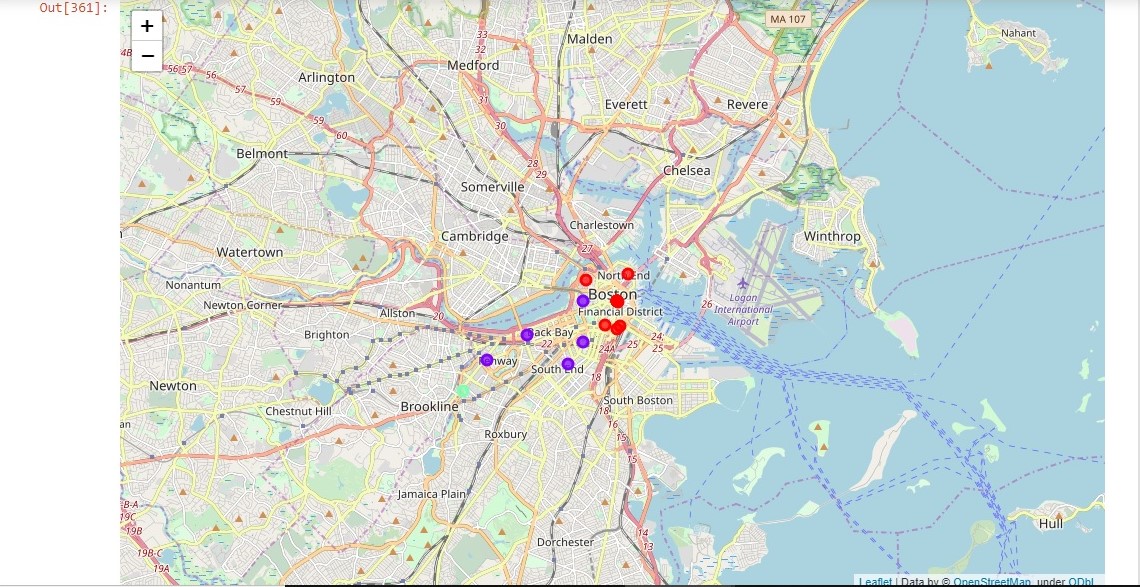 Out[361]:
+
−
MA 107
Nahant
Malden
33
32
4B
56
57
56
Medford
Arlington
57
59
31
Everett
Revere
59
30
60
Belmont
28
29
Chelsea
Somerville
Charlestown
Cambridge
Winthrop
27
Watertown
North End
Nonantum
Boston
Logan
International
Airport
Newton Corner
26
Allston
20
Financial District
Brighton
Back Bay
22
24A
25
24;
25
Fenway
South End
18
Newton
Chestnut Hill
Brookline
South Boston
18
16
an
Roxbury
15
15
Jamaica Plain
B-A
19C
19B
Hull
14
Dorchester
13
19B-C
19A
Leaflet | Data by © OpenStreetMap, under ODbL